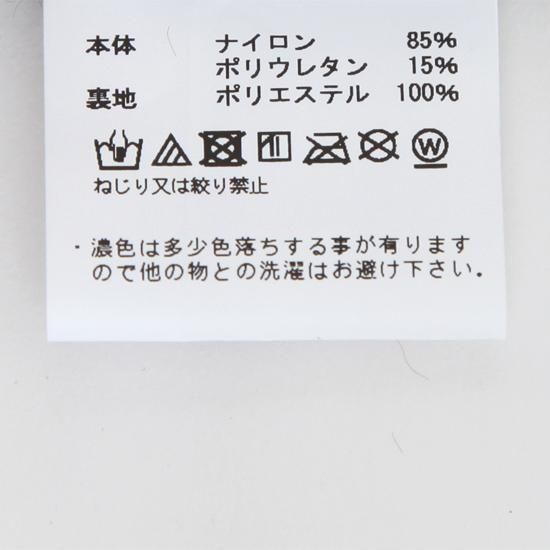 本体 ナイロン 85%
ポリウレタン 15%
裏地 ポリエステル 100%
W
ねじり又は絞り禁止
・濃色は多少色落ちする事が有ります
ので他の物との洗濯はお避け下さい。